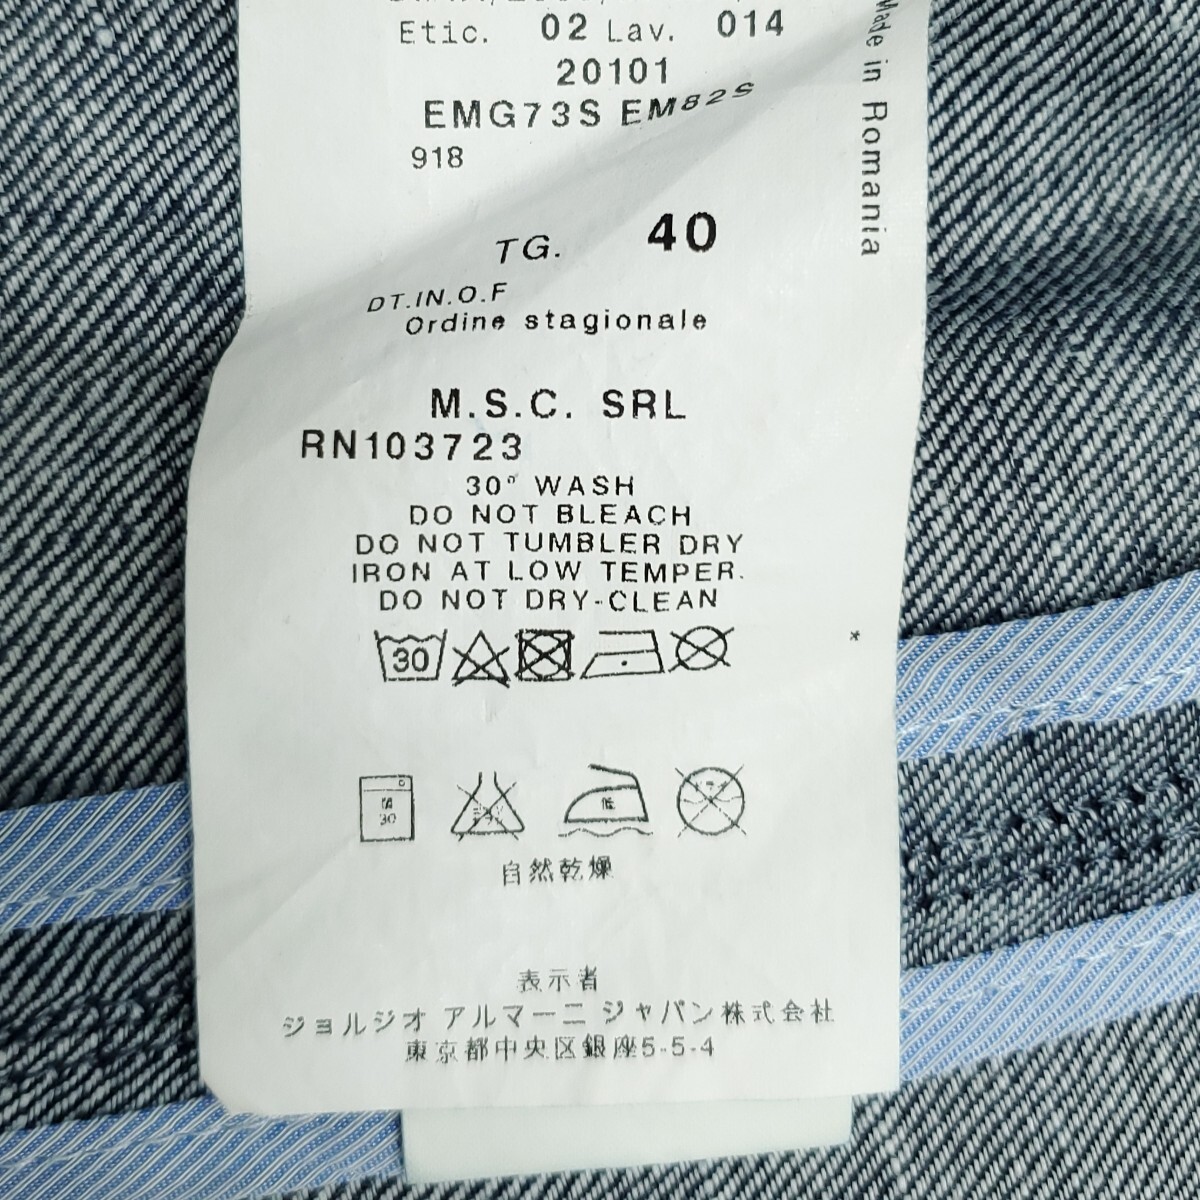 Etic. 02 Lav. 014
20101
EMG73S EM82S
918
TG. 40
DT.IN.O.F
Ordine stagionale
M.S.C. SRL
RN103723
30° WASH
DO NOT BLEACH
DO NOT TUMBLER DRY
IRON AT LOW TEMPER.
DO NOT DRY-CLEAN
30
*
30
低
自然乾燥
表示者
ジョルジオ アルマーニ ジャパン株式会社
東京都中央区銀座5-5-4
Made in Romania